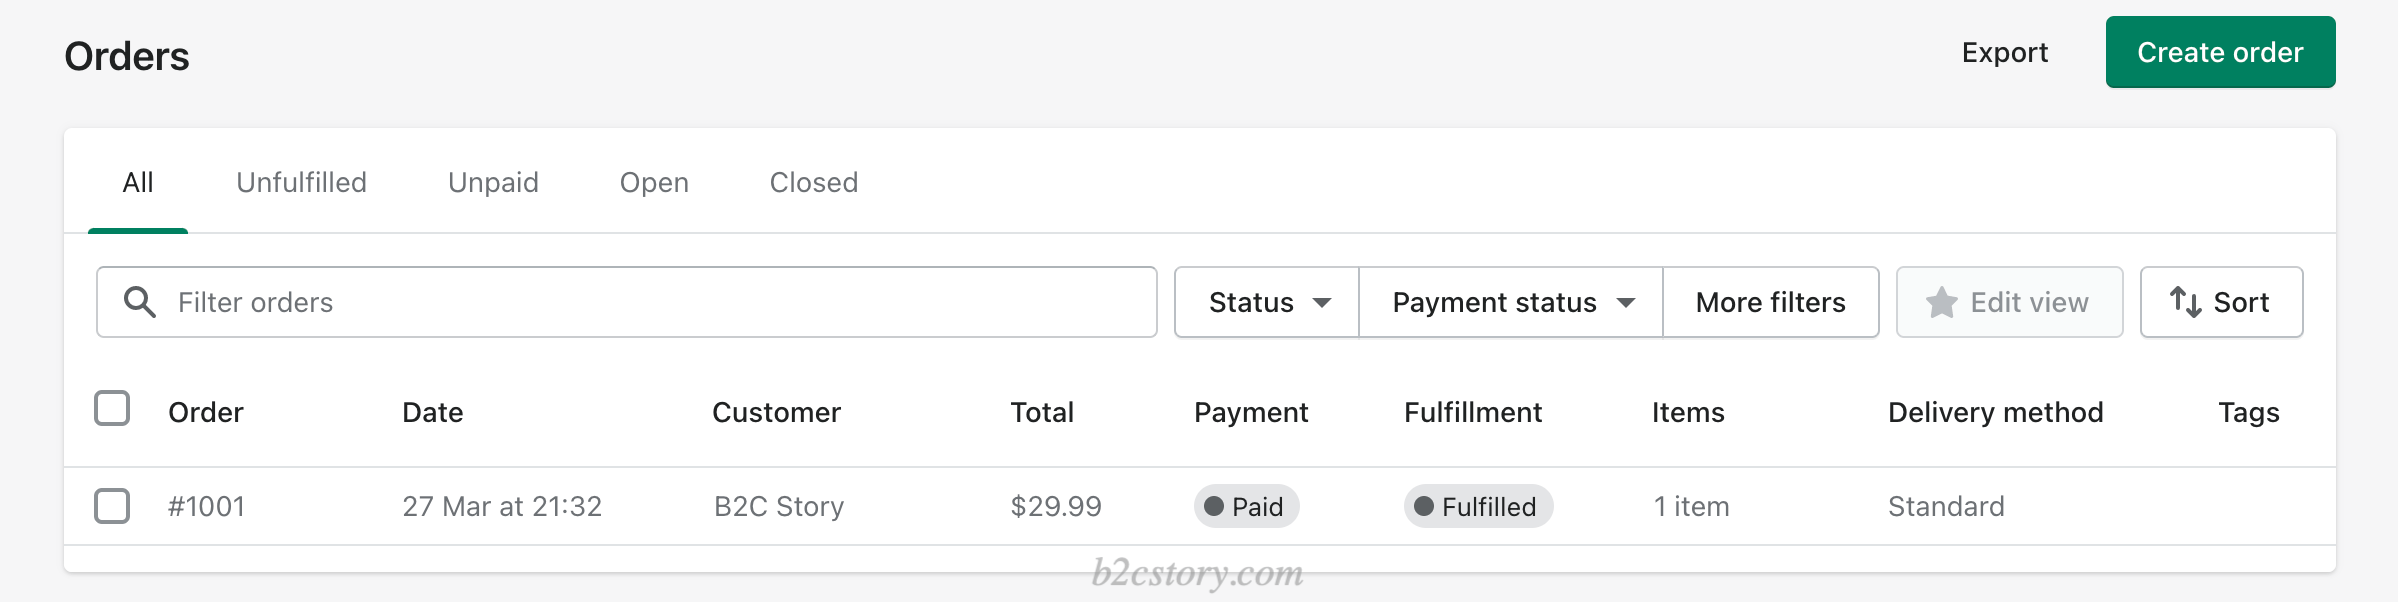 Orders
Export
Create order
All Unfulfilled Unpaid Open Closed
Filter orders
Status Payment status More filters Edit view Sort
Order Date Customer Total Payment Fulfillment Items Delivery method Tags
#1001 27 Mar at 21:32 B2C Story $29.99 Paid Fulfilled 1 item Standard
b2cstory.com